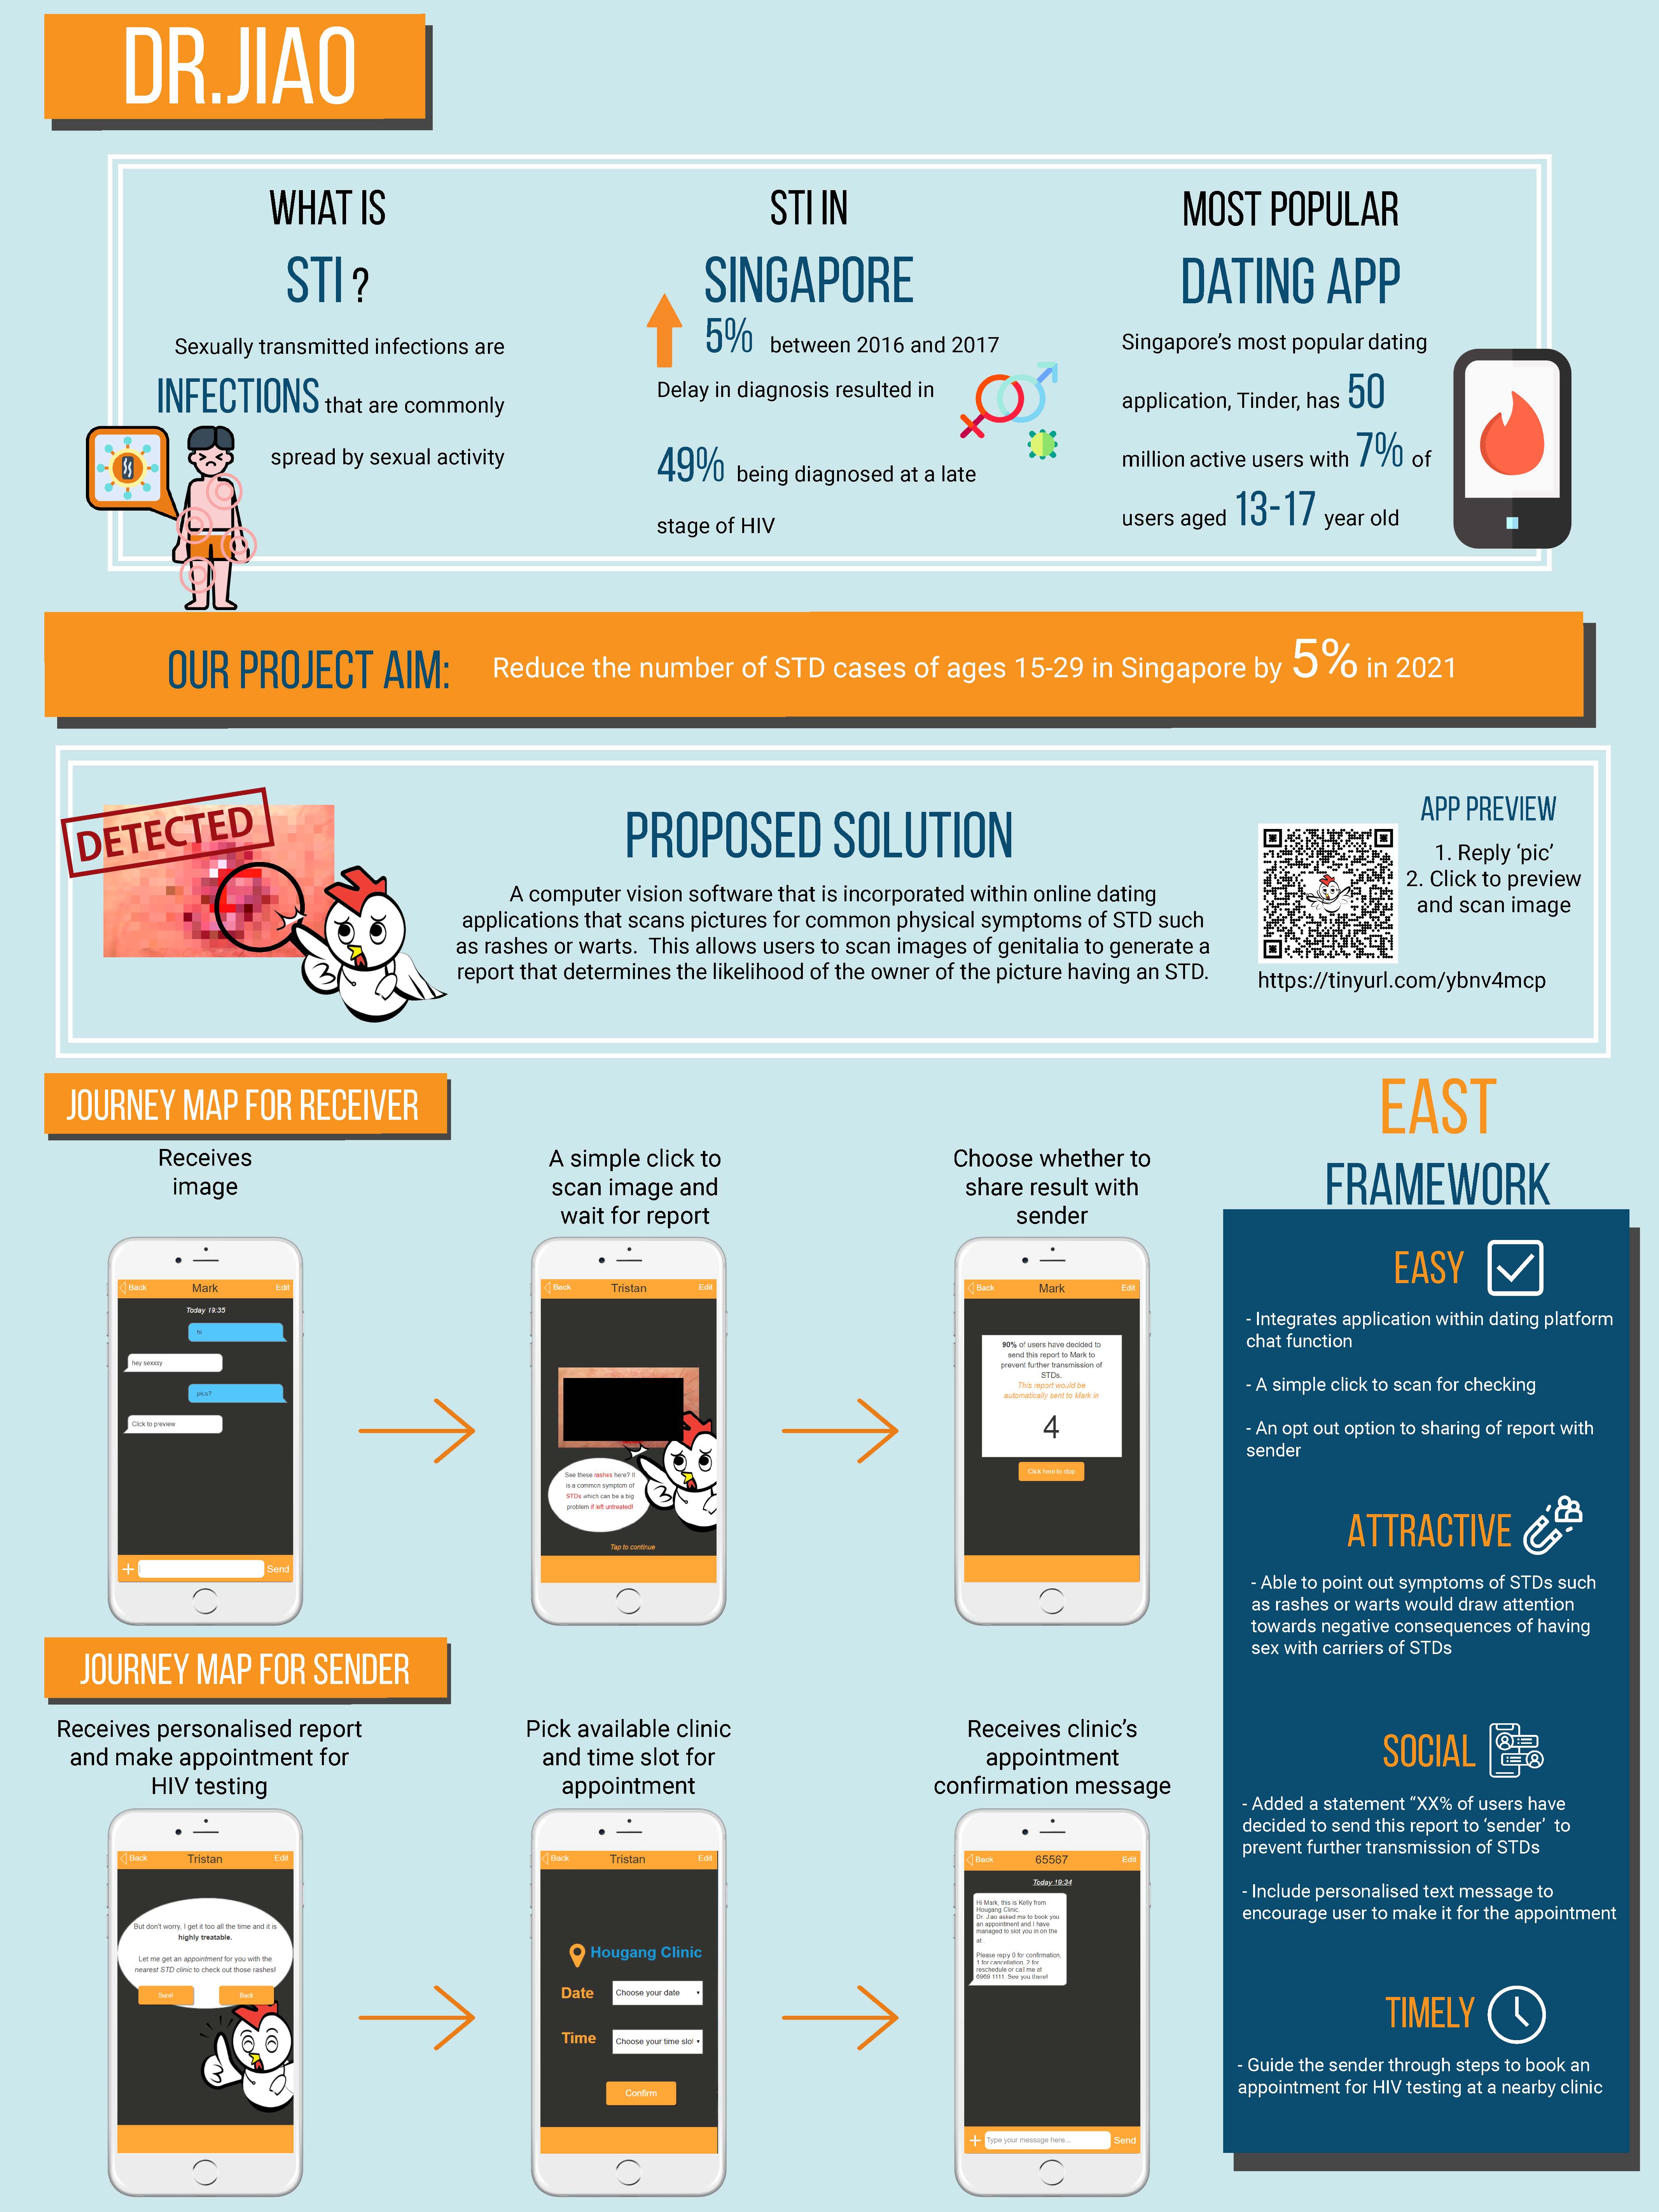 DR.JIAO
WHAT IS
STI ?
Sexually transmitted infections are
INFECTIONS that are commonly
spread by sexual activity
STI IN
SINGAPORE
5% between 2016 and 2017
Delay in diagnosis resulted in
49% being diagnosed at a late
stage of HIV
MOST POPULAR
DATING APP
Singapore's most popular dating
application, Tinder, has 50
million active users with 7% of
users aged 13-17 year old
OUR PROJECT AIM: Reduce the number of STD cases of ages 15-29 in Singapore by 5% in 2021
DETECTED
PROPOSED SOLUTION
A computer vision software that is incorporated within online dating
applications that scans pictures for common physical symptoms of STD such
as rashes or warts. This allows users to scan images of genitalia to generate a
report that determines the likelihood of the owner of the picture having an STD.
APP PREVIEW
1. Reply 'pic'
2. Click to preview
and scan image
https://tinyurl.com/ybnv4mcp
JOURNEY MAP FOR RECEIVER
Receives
image
Back Mark Edit
Today 19:35
hi
hey sexxzy
pics?
Click to preview
+ Send
A simple click to
scan image and
wait for report
Back Tristan Edit
See these rashes here? It
is a common symptom of
STDs which can be a big
problem if left untreated!
Tap to continue
Choose whether to
share result with
sender
Back Mark Edit
90% of users have decided to
send this report to Mark to
prevent further transmission of
STDs.
This report would be
automatically sent to Mark in
4
Click here to stop
JOURNEY MAP FOR SENDER
Receives personalised report
and make appointment for
HIV testing
Back Tristan Edit
But don't worry, I get it too all the time and it is
highly treatable.
Let me get an appointment for you with the
nearest STD clinic to check out those rashes!
Sure! Back
Pick available clinic
and time slot for
appointment
Back Tristan Edit
Hougang Clinic
Date Choose your date
Time Choose your time slot
Confirm
Receives clinic's
appointment
confirmation message
Back 65567 Edit
Today 19:34
Hi Mark, this is Kelly from
Hougang Clinic.
Dr. Jiao asked me to book you
an appointment and I have
managed to slot you in on the
at .
Please repy 0 for confirmation,
1 for cancellation, 2 for
reschedule or call me at
6969 1111. See you there!
+ Type your message here... Send
EAST
FRAMEWORK
EASY
- Integrates application within dating platform
chat function
- A simple click to scan for checking
- An opt out option to sharing of report with
sender
ATTRACTIVE
- Able to point out symptoms of STDs such
as rashes or warts would draw attention
towards negative consequences of having
sex with carriers of STDs
SOCIAL
- Added a statement "XX% of users have
decided to send this report to 'sender' to
prevent further transmission of STDs
- Include personalised text message to
encourage user to make it for the appointment
TIMELY
- Guide the sender through steps to book an
appointment for HIV testing at a nearby clinic